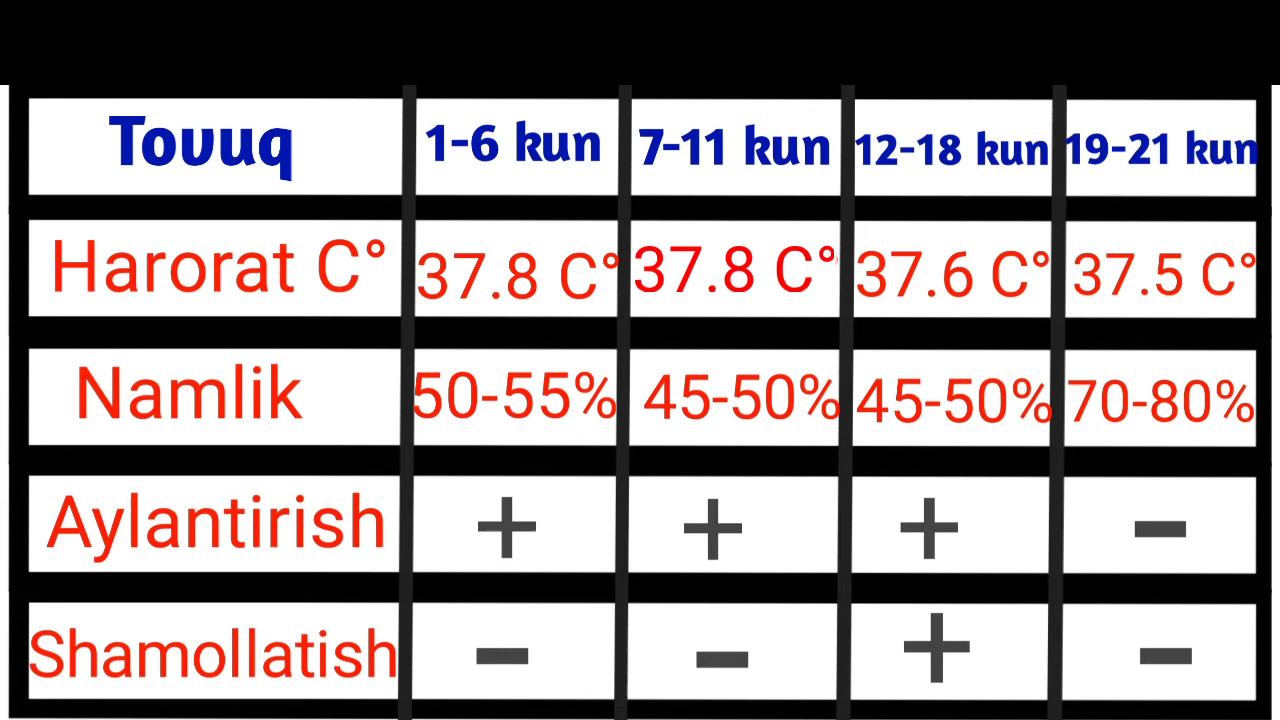 Tovuq 1-6 kun 7-11 kun 12-18 kun 19-21 kun
Harorat C° 37.8 C° 37.8 C° 37.6 C° 37.5 C°
Namlik 50-55% 45-50% 45-50% 70-80%
Aylantirish + + + -
Shamollatish - - + -